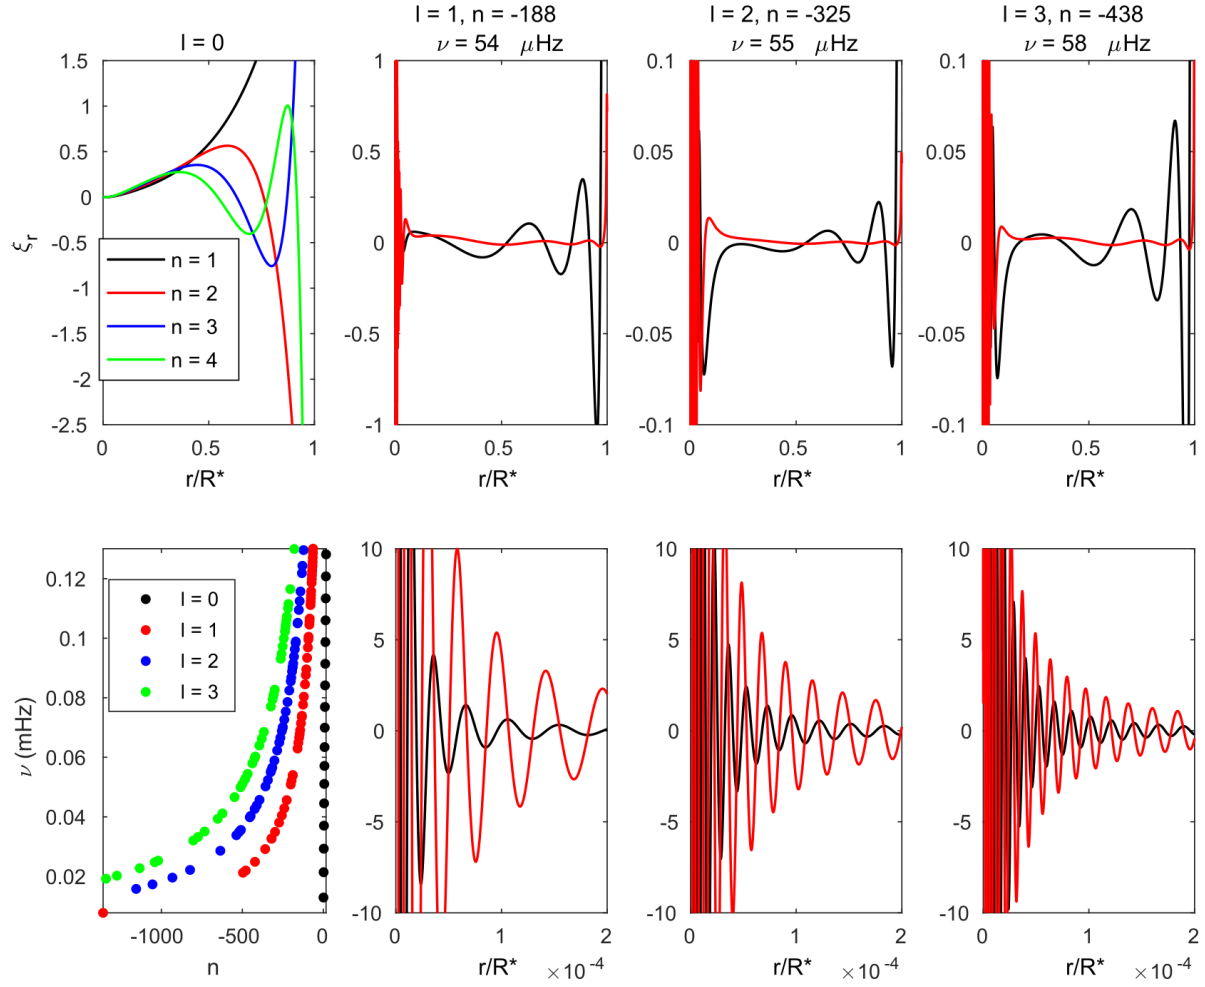 l = 0
l = 1, n = -188
ν = 54 μHz
l = 2, n = -325
ν = 55 μHz
l = 3, n = -438
ν = 58 μHz
1.5
1
0.5
0
-0.5
-1
-1.5
-2
-2.5
ξr
n = 1
n = 2
n = 3
n = 4
0
0.5
1
r/R*
1
0.5
0
-0.5
-1
0
0.5
1
r/R*
0.1
0.05
0
-0.05
-0.1
0
0.5
1
r/R*
0.1
0.05
0
-0.05
-0.1
0
0.5
1
r/R*
0.12
0.1
0.08
0.06
0.04
0.02
ν (mHz)
l = 0
l = 1
l = 2
l = 3
-1000
-500
0
n
10
5
0
-5
-10
0
1
2
r/R*
×10⁻⁴
10
5
0
-5
-10
0
1
2
r/R*
×10⁻⁴
10
5
0
-5
-10
0
1
2
r/R*
×10⁻⁴